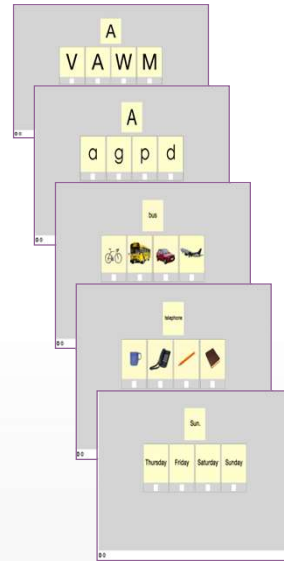 A
V A W M
A
a g p d
bus
telephone
Sun.
Thursday Friday Saturday Sunday